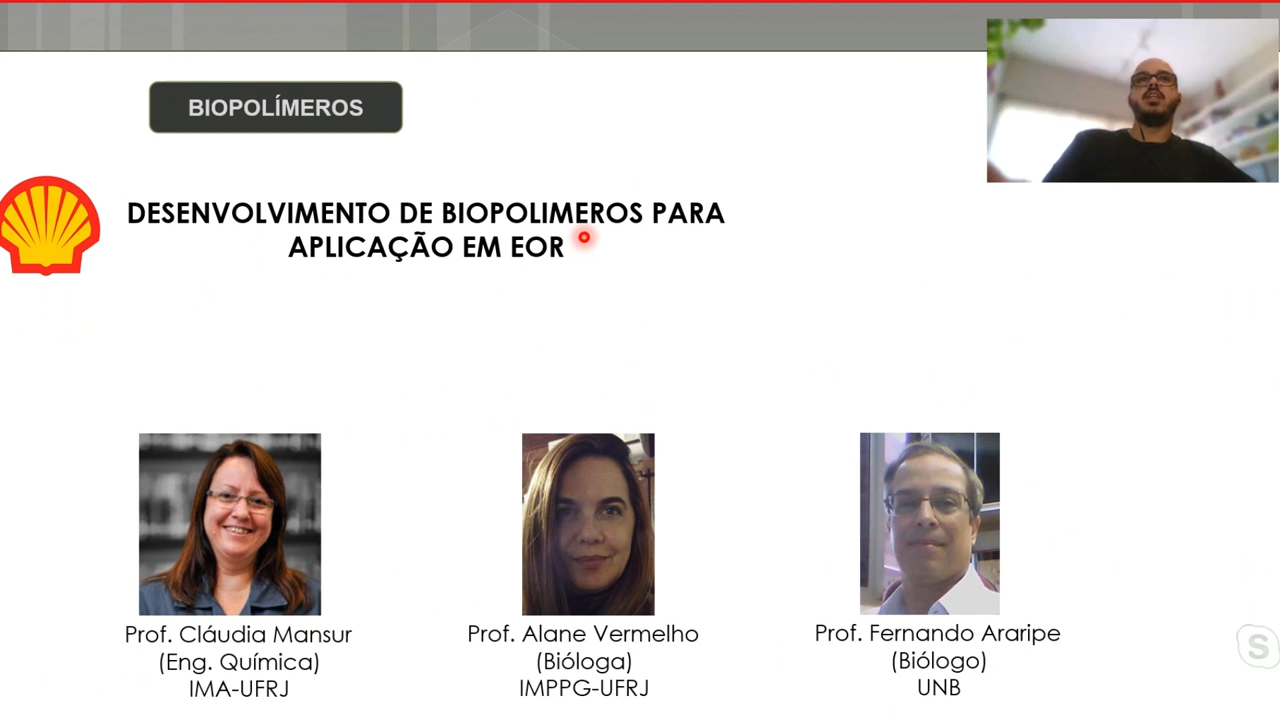 BIOPOLÍMEROS
DESENVOLVIMENTO DE BIOPOLIMEROS PARA
APLICAÇÃO EM EOR
Prof. Cláudia Mansur
(Eng. Química)
IMA-UFRJ
Prof. Alane Vermelho
(Bióloga)
IMPPG-UFRJ
Prof. Fernando Araripe
(Biólogo)
UNB
S